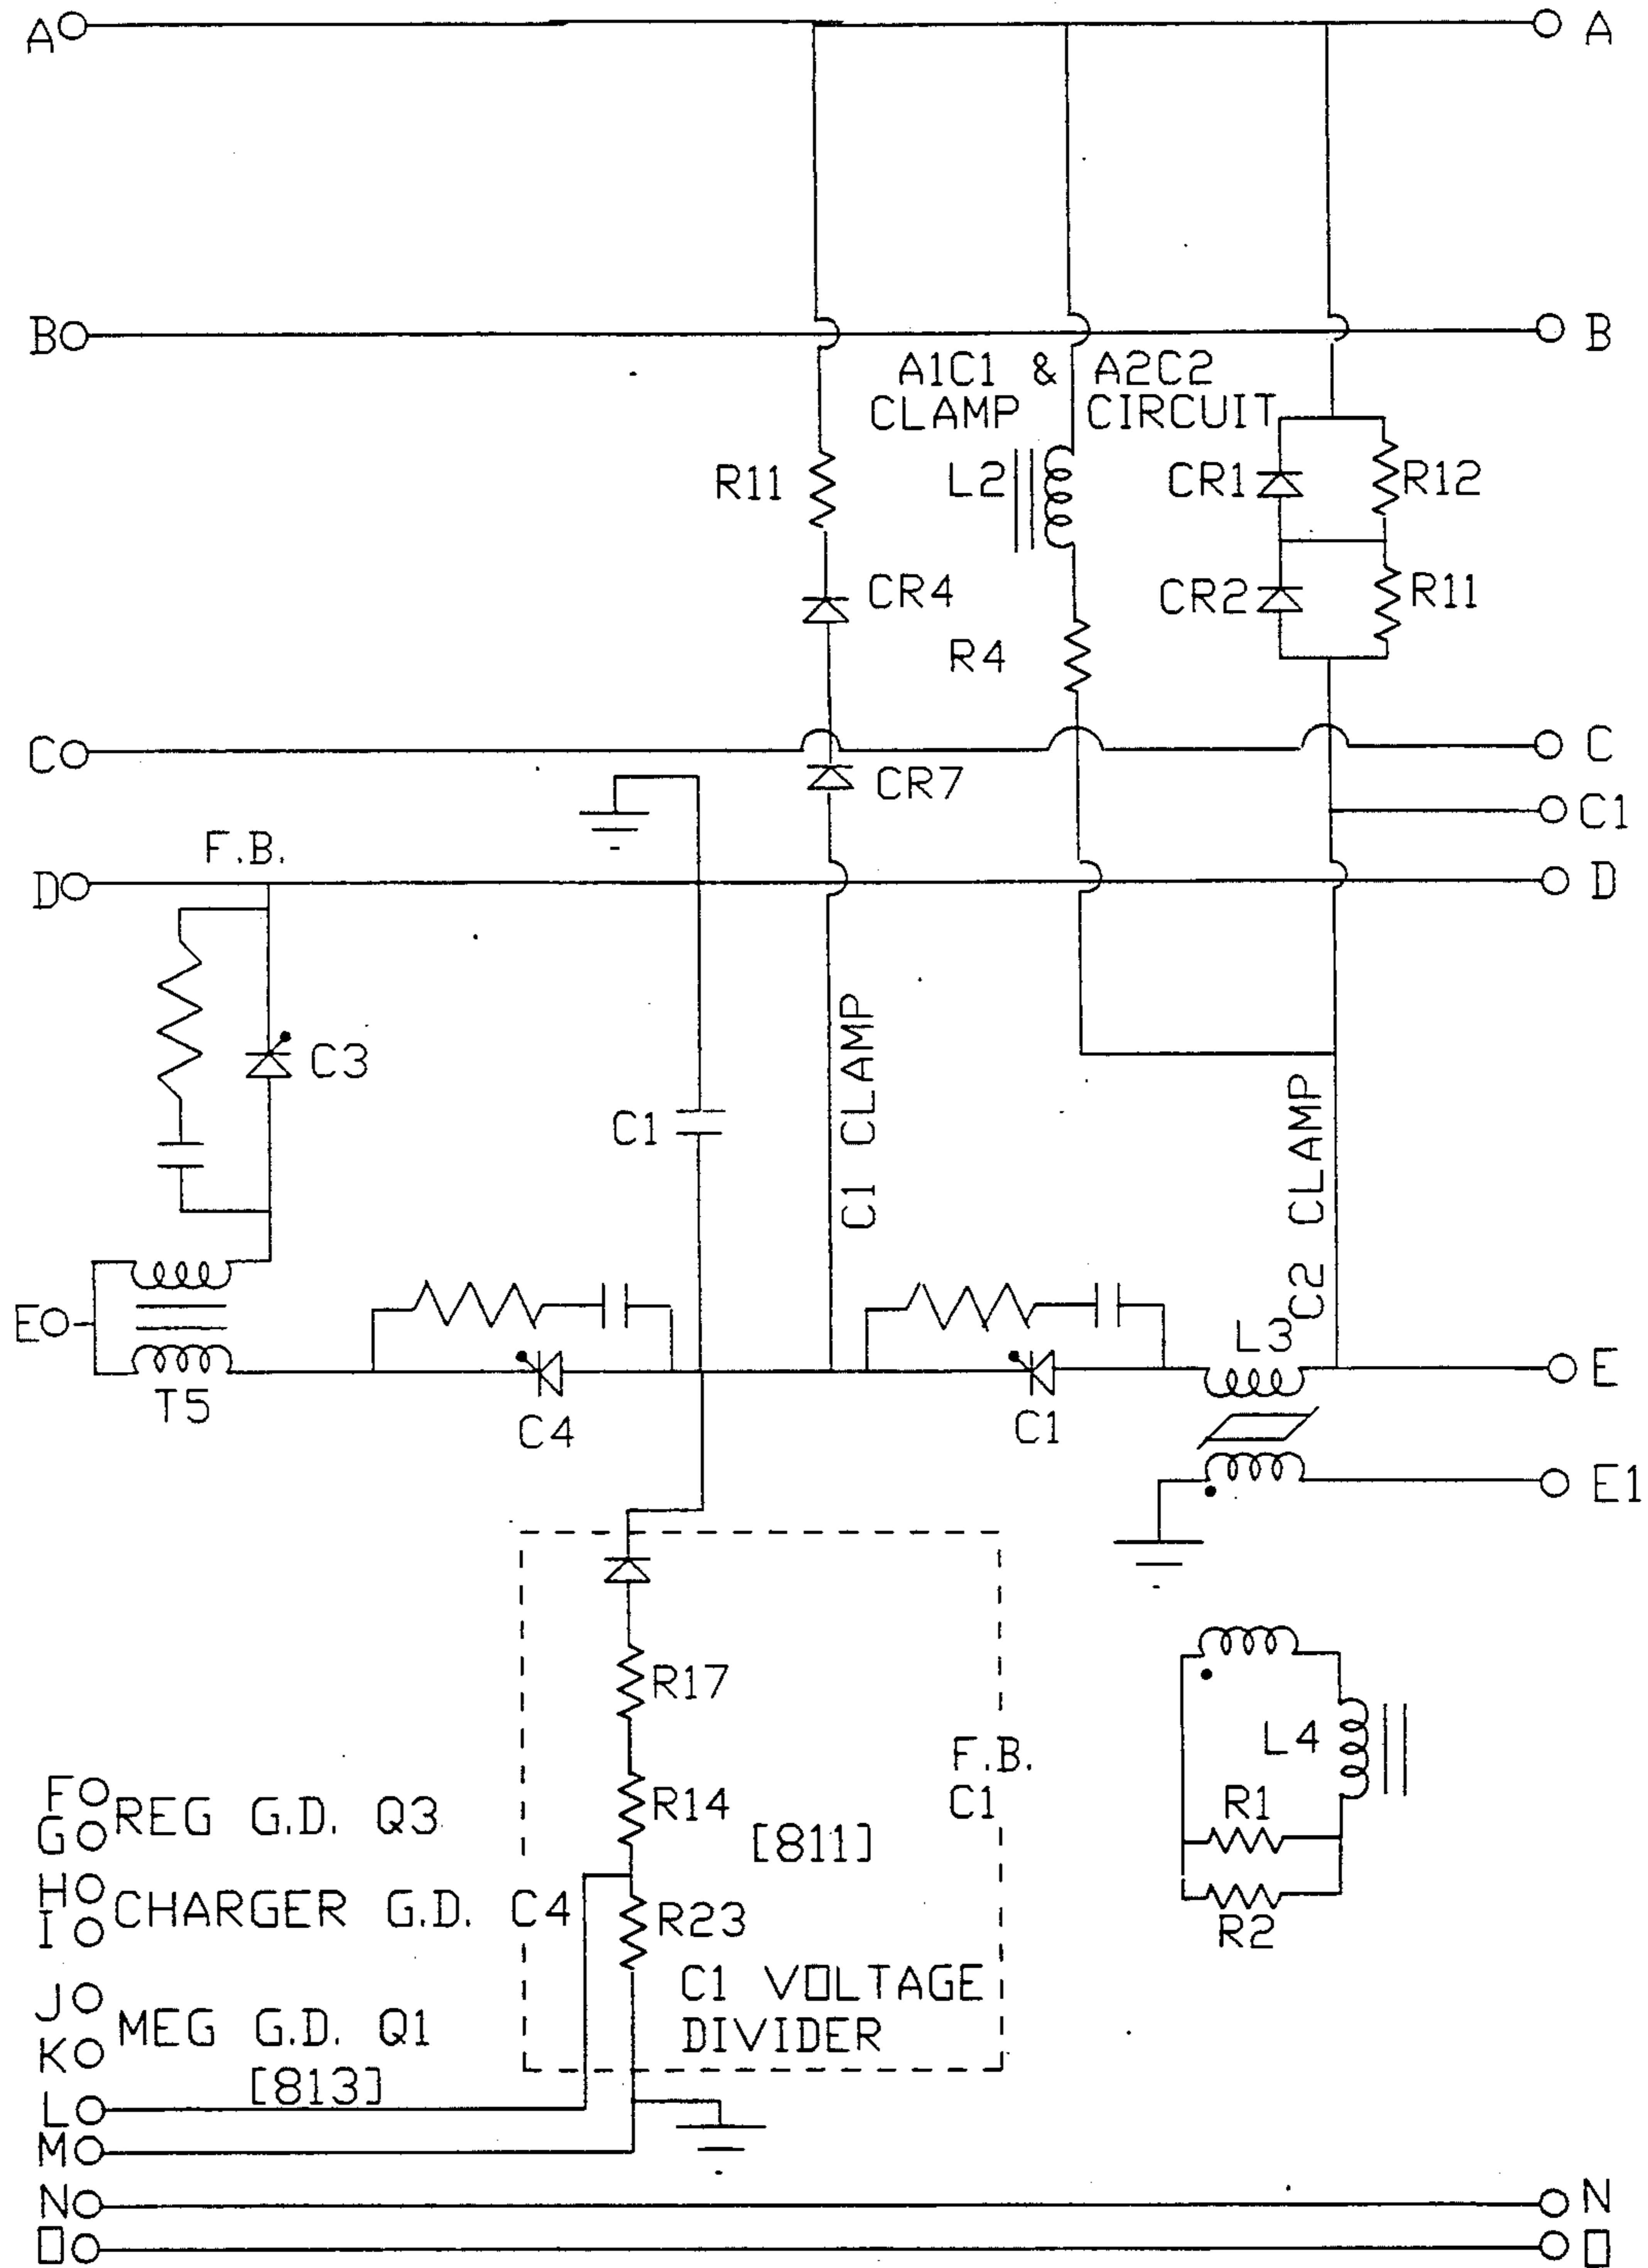 A A
B B
A1C1 & A2C2
CLAMP CIRCUIT
R11 L2 CR1 R12
CR4 CR2 R11
R4
C C
CR7
C1
F.B.
D D
C3
C1
C1 CLAMP
C2 CLAMP
E
L3
E
T5
C4
C1
E1
R17
L4
F.B.
C1
F
G
REG G.D. Q3
R14
R1
[811]
H
I
CHARGER G.D. C4
R23
R2
C1 VOLTAGE
DIVIDER
J
K
MEG G.D. Q1
[813]
L
M
N N
O O